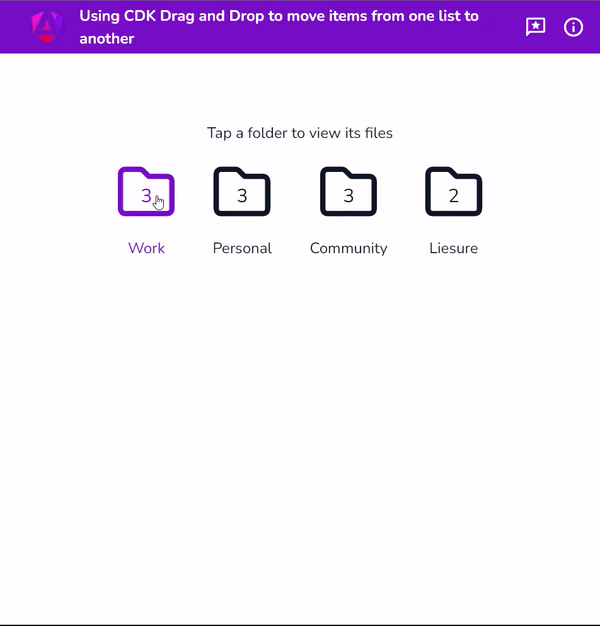 Using CDK Drag and Drop to move items from one list to
another
Tap a folder to view its files
3 3 3 2
Work Personal Community Liesure